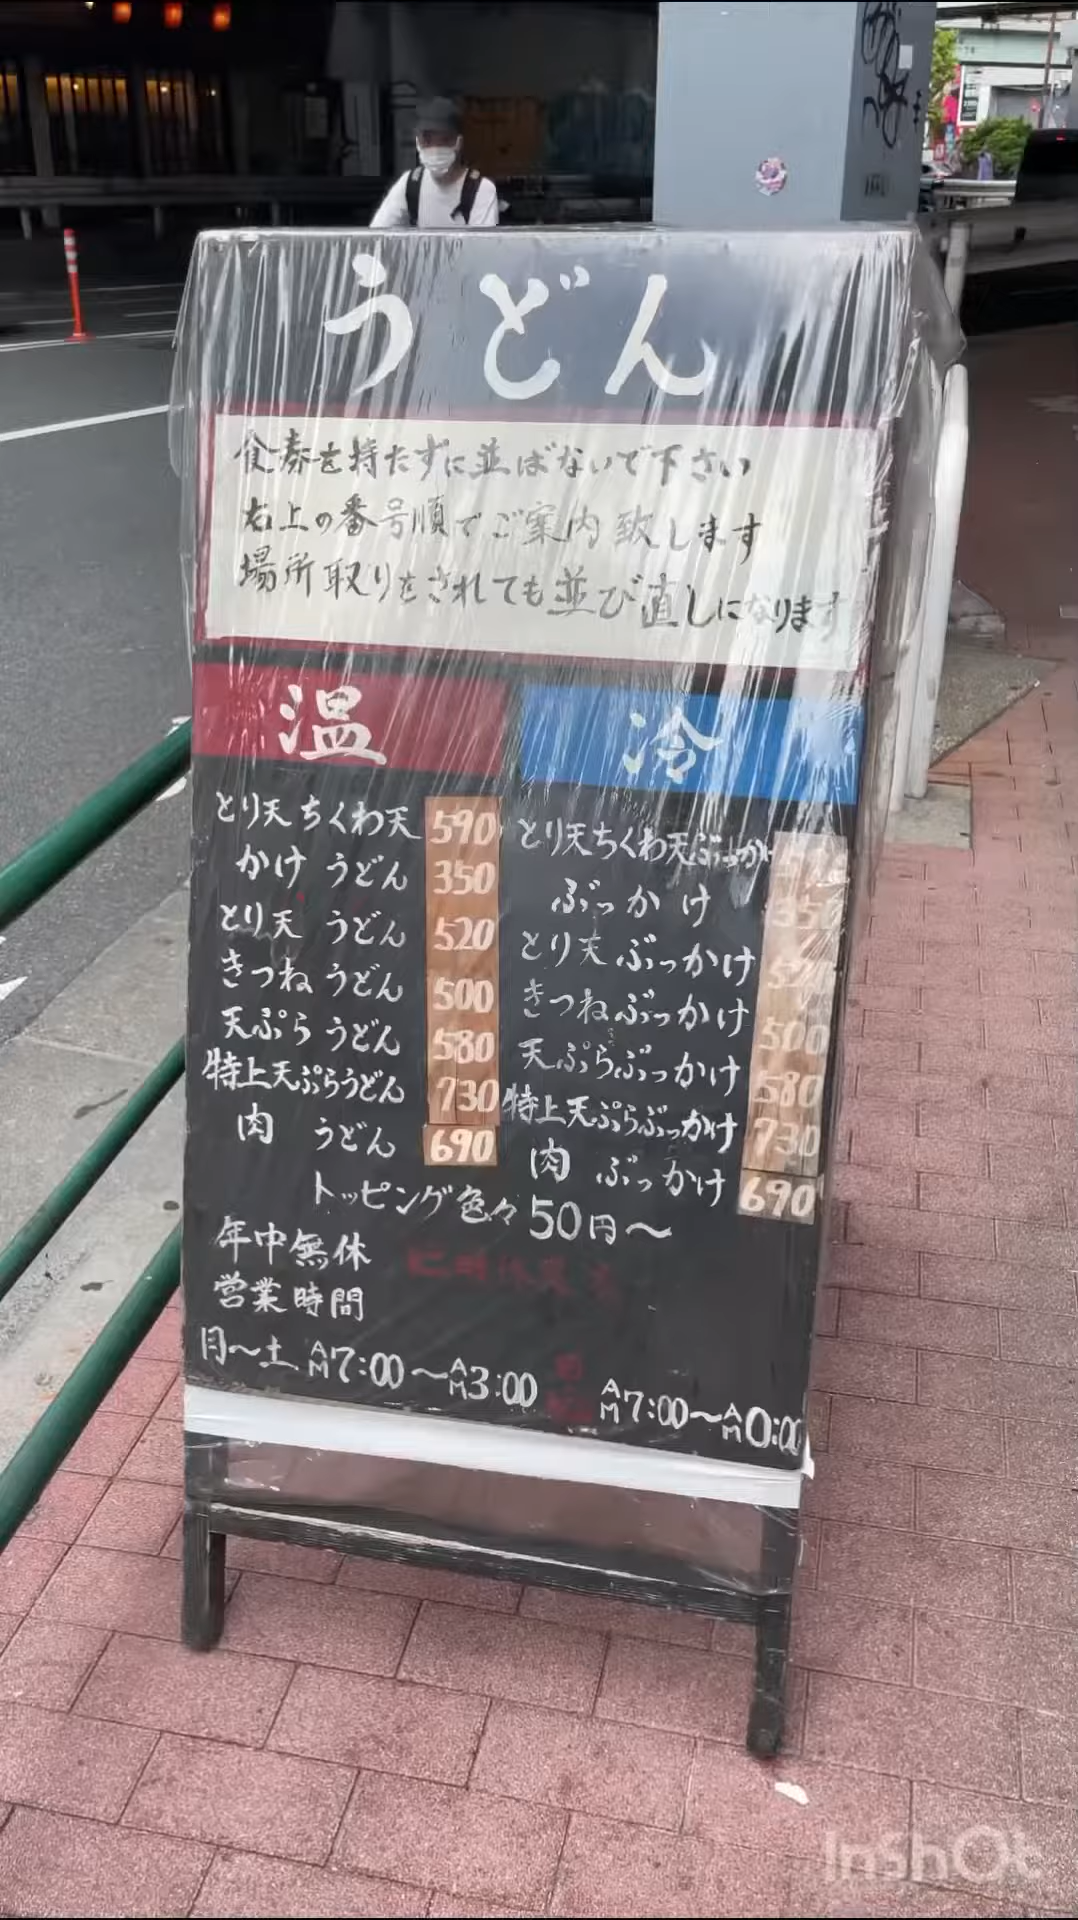 うどん
食券を持たずに並ばないで下さい
右上の番号順でご案内致します
場所取りをされても並び直しになります
温
とり天ちくわ天 590
かけうどん 350
とり天うどん 520
きつねうどん 500
天ぷらうどん 580
特上天ぷらうどん 730
肉うどん 690
冷
とり天ちくわ天ぶっかけ
ぶっかけ 350
とり天ぶっかけ
きつねぶっかけ 500
天ぷらぶっかけ 580
特上天ぷらぶっかけ 730
肉ぶっかけ 690
トッピング色々50円〜
年中無休
営業時間
月〜土 AM7:00〜AM3:00 AM7:00〜AM0:00
InShOt